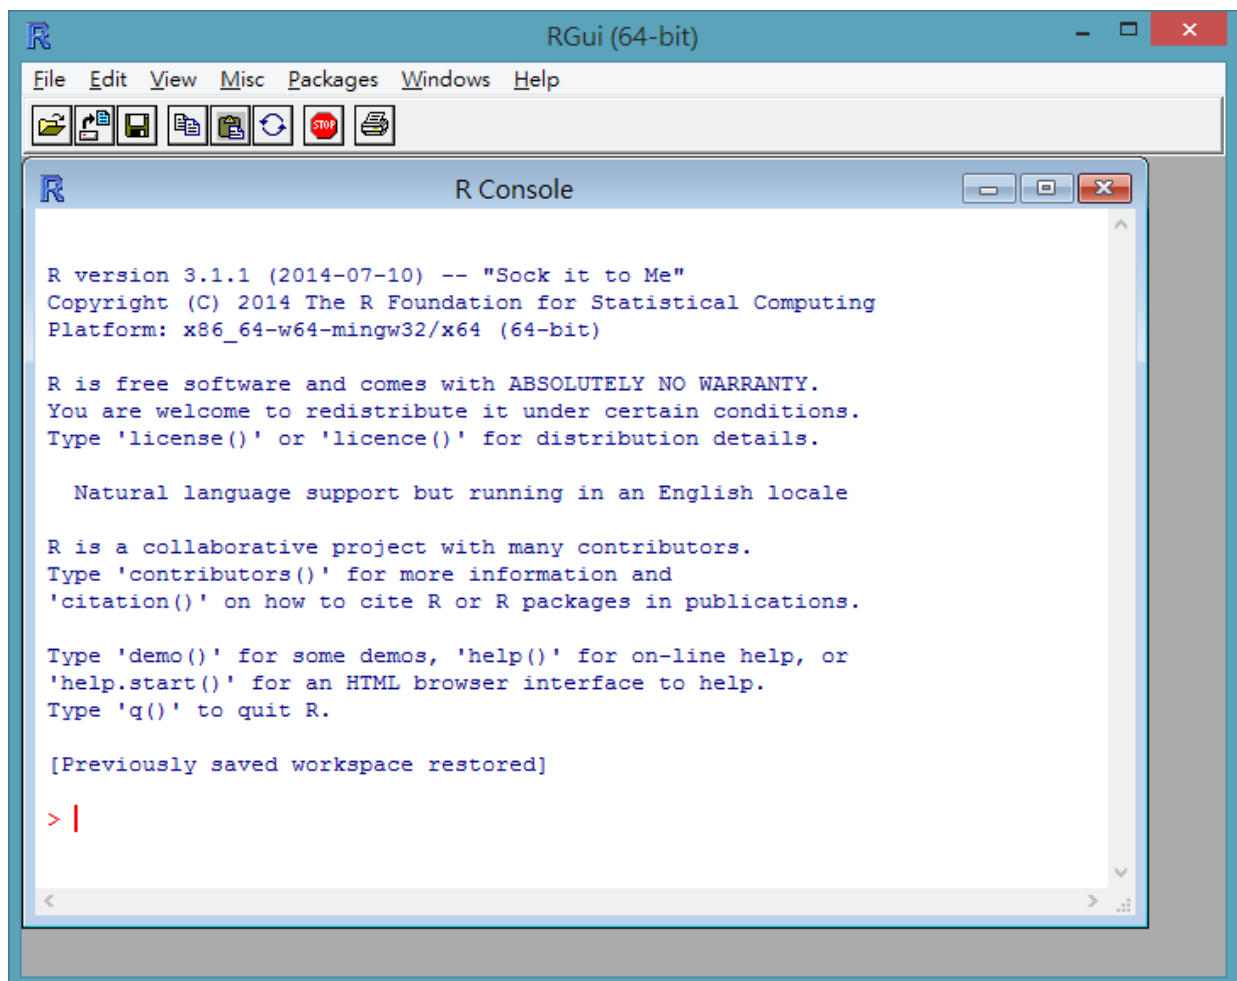 RGui (64-bit)
File Edit View Misc Packages Windows Help
STOP
R Console
R version 3.1.1 (2014-07-10) -- "Sock it to Me"
Copyright (C) 2014 The R Foundation for Statistical Computing
Platform: x86_64-w64-mingw32/x64 (64-bit)
R is free software and comes with ABSOLUTELY NO WARRANTY.
You are welcome to redistribute it under certain conditions.
Type 'license()' or 'licence()' for distribution details.
Natural language support but running in an English locale
R is a collaborative project with many contributors.
Type 'contributors()' for more information and
'citation()' on how to cite R or R packages in publications.
Type 'demo()' for some demos, 'help()' for on-line help, or
'help.start()' for an HTML browser interface to help.
Type 'q()' to quit R.
[Previously saved workspace restored]
>